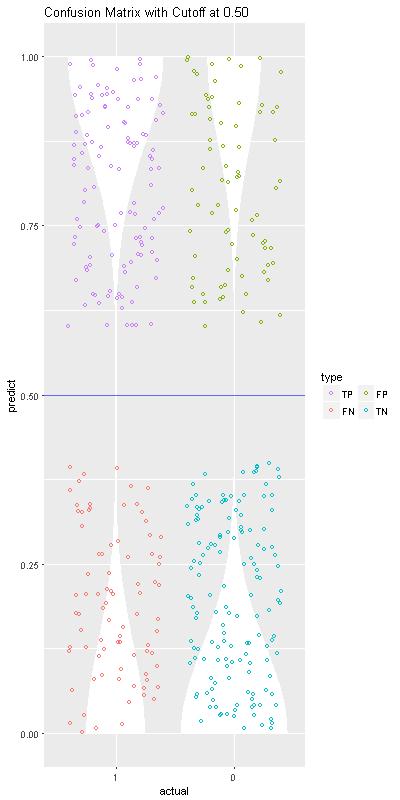 Confusion Matrix with Cutoff at 0.50
1.00
0.75
0.50
0.25
0.00
predict
1 0
actual
type
TP FP
FN TN